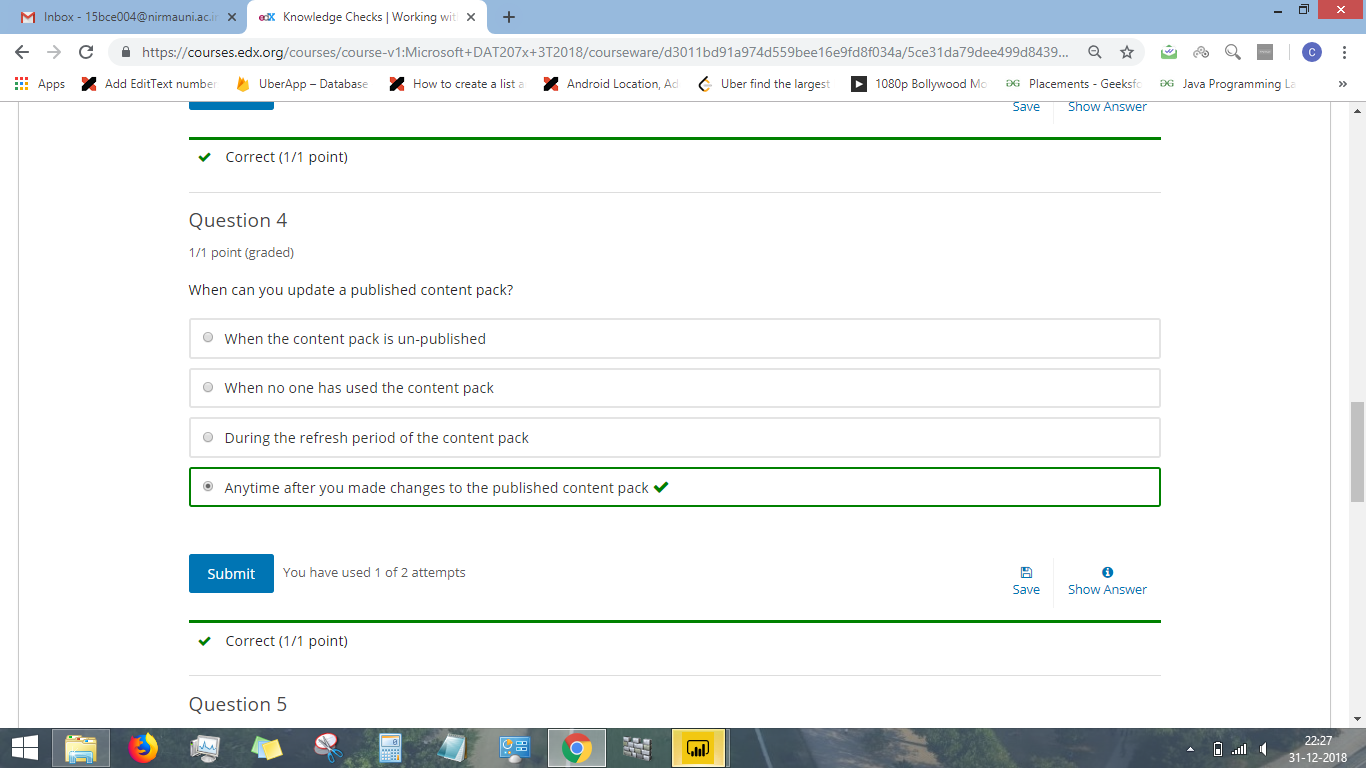 Inbox - 15bce004@nirmauni.ac.i
edX Knowledge Checks | Working wit
https://courses.edx.org/courses/course-v1:Microsoft+DAT207x+3T2018/courseware/d3011bd91a974d559bee16e9fd8f034a/5ce31da79dee499d8439...
C
Apps Add EditText number UberApp – Database How to create a list a Android Location, Ad Uber find the largest 1080p Bollywood Mo Placements - Geeksfo Java Programming La »
Save Show Answer
Correct (1/1 point)
Question 4
1/1 point (graded)
When can you update a published content pack?
When the content pack is un-published
When no one has used the content pack
During the refresh period of the content pack
Anytime after you made changes to the published content pack
Submit You have used 1 of 2 attempts
Save Show Answer
Correct (1/1 point)
Question 5
22:27
31-12-2018